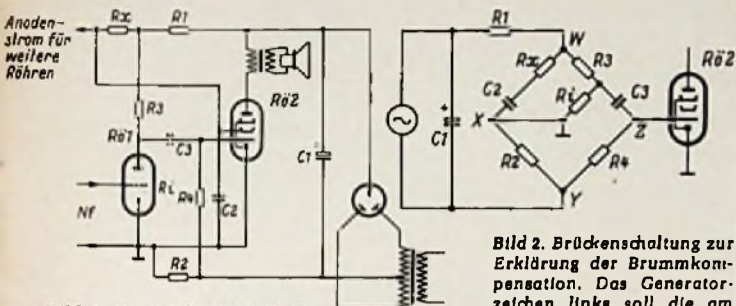 Anoden-
strom für
weitere
Röhren
Rx
R1
R3
Rö1
C3
Ri
R4
Nf
R2
Rö2
C2
C1
R1
W
Rx
R3
C2
Ri
C3
X
Z
C1
R2
R4
Y
Rö2
Bild 2. Brückenschaltung zur
Erklärung der Brummkom-
pensation. Das Generator-
zeichen links soll die am